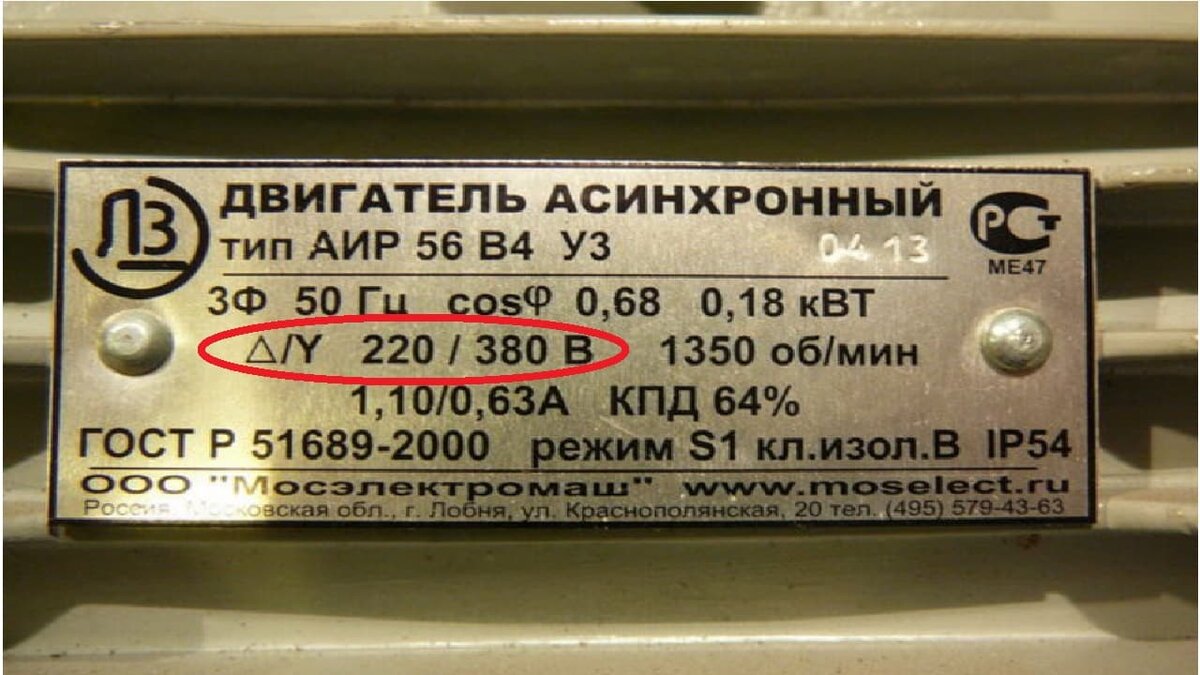 ЛЗ ДВИГАТЕЛЬ АСИНХРОННЫЙ РСТ
тип АИР 56 В4 У3 04 13 МЕ47
3Ф 50 Гц cosφ 0,68 0,18 кВТ
△/Y 220 / 380 В 1350 об/мин
1,10/0,63А КПД 64%
ГОСТ Р 51689-2000 режим S1 кл.изол.В IP54
ООО "Мосэлектромаш" www.moselect.ru
Россия, Московская обл., г. Лобня, ул. Краснополянская, 20 тел. (495) 579-43-63